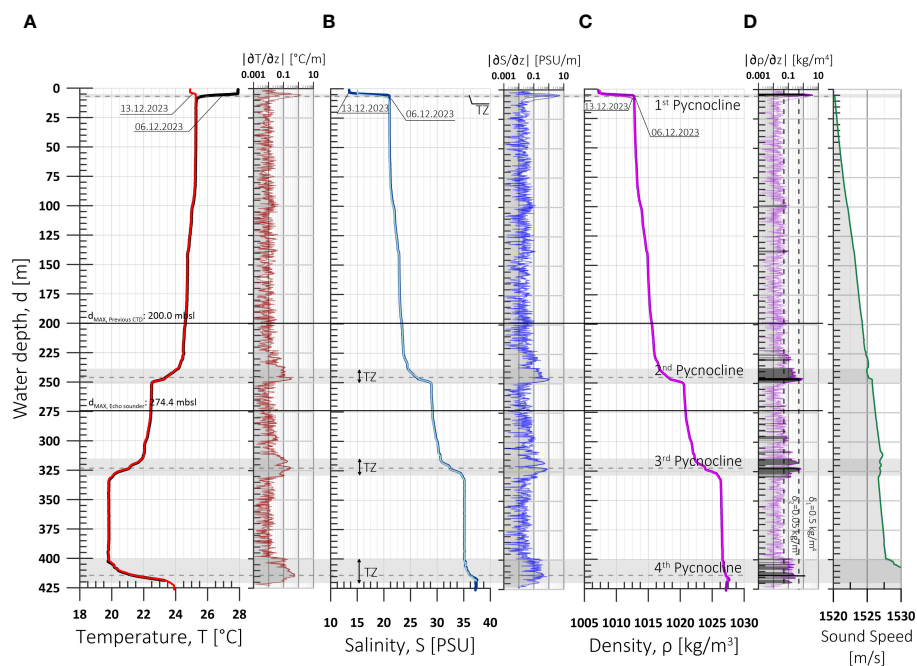 A
B
C
D
|∂T/∂z| [°C/m]
0.001 0.1 10
|∂S/∂z| [PSU/m]
0.001 0.1 10
|∂ρ/∂z| [kg/m⁴]
0.001 0.1 10
Water depth, d [m]
0
25
50
75
100
125
150
175
200
225
250
275
300
325
350
375
400
425
13.12.2023
06.12.2023
13.12.2023
06.12.2023
TZ
13.12.2023
06.12.2023
1st Pycnocline
dMAX, Previous CTD: 200.0 mbsl
TZ
2nd Pycnocline
dMAX, Echo sounder: 274.4 mbsl
TZ
3rd Pycnocline
TZ
4th Pycnocline
=0.05 kg/m⁴
=0.5 kg/m⁴
18 20 22 24 26 28
Temperature, T [°C]
10 15 20 25 30 35 40
Salinity, S [PSU]
1005 1010 1015 1020 1025 1030
Density, ρ [kg/m³]
1520 1525 1530
Sound Speed
[m/s]